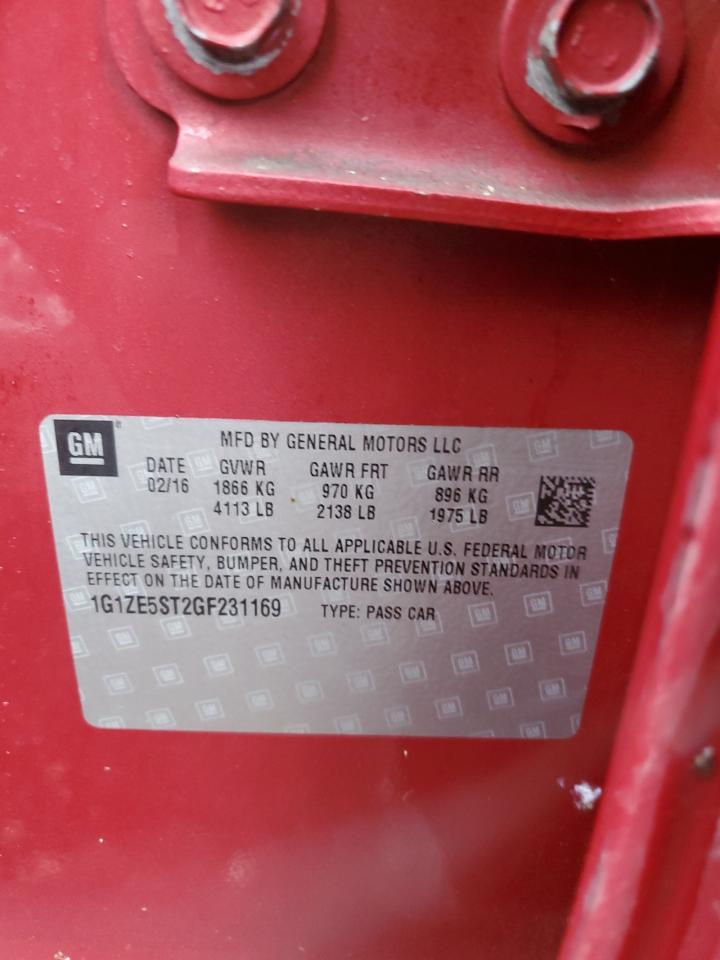 GM
MFD BY GENERAL MOTORS LLC
DATE GVWR GAWR FRT GAWR RR
02/16 1866 KG 970 KG 896 KG
4113 LB 2138 LB 1975 LB
THIS VEHICLE CONFORMS TO ALL APPLICABLE U.S. FEDERAL MOTOR
VEHICLE SAFETY, BUMPER, AND THEFT PREVENTION STANDARDS IN
EFFECT ON THE DATE OF MANUFACTURE SHOWN ABOVE.
1G1ZE5ST2GF231169 TYPE: PASS CAR